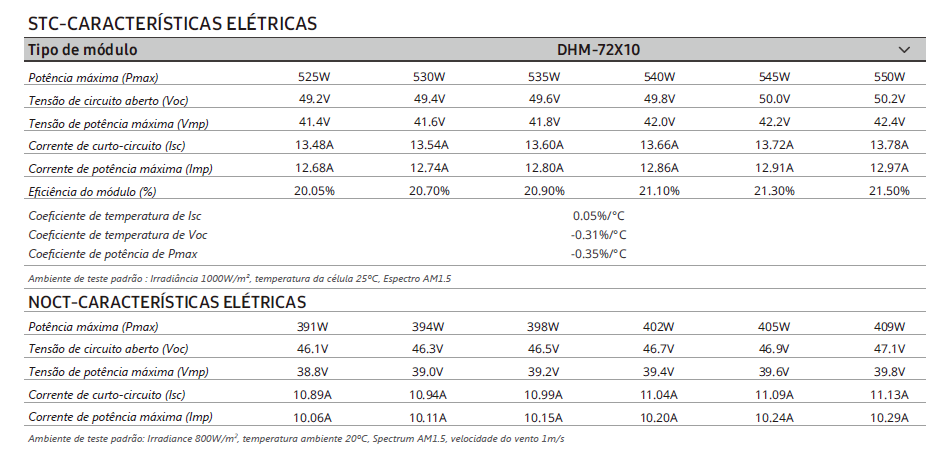 STC-CARACTERÍSTICAS ELÉTRICAS
Tipo de módulo DHM-72X10
Potência máxima (Pmax) 525W 530W 535W 540W 545W 550W
Tensão de circuito aberto (Voc) 49.2V 49.4V 49.6V 49.8V 50.0V 50.2V
Tensão de potência máxima (Vmp) 41.4V 41.6V 41.8V 42.0V 42.2V 42.4V
Corrente de curto-circuito (Isc) 13.48A 13.54A 13.60A 13.66A 13.72A 13.78A
Corrente de potência máxima (Imp) 12.68A 12.74A 12.80A 12.86A 12.91A 12.97A
Eficiência do módulo (%) 20.05% 20.70% 20.90% 21.10% 21.30% 21.50%
Coeficiente de temperatura de Isc 0.05%/°C
Coeficiente de temperatura de Voc -0.31%/°C
Coeficiente de potência de Pmax -0.35%/°C
Ambiente de teste padrão : Irradiância 1000W/m², temperatura da célula 25ºC, Espectro AM1.5
NOCT-CARACTERÍSTICAS ELÉTRICAS
Potência máxima (Pmax) 391W 394W 398W 402W 405W 409W
Tensão de circuito aberto (Voc) 46.1V 46.3V 46.5V 46.7V 46.9V 47.1V
Tensão de potência máxima (Vmp) 38.8V 39.0V 39.2V 39.4V 39.6V 39.8V
Corrente de curto-circuito (Isc) 10.89A 10.94A 10.99A 11.04A 11.09A 11.13A
Corrente de potência máxima (Imp) 10.06A 10.11A 10.15A 10.20A 10.24A 10.29A
Ambiente de teste padrão: Irradiance 800W/m², temperatura ambiente 20ºC, Spectrum AM1.5, velocidade do vento 1m/s